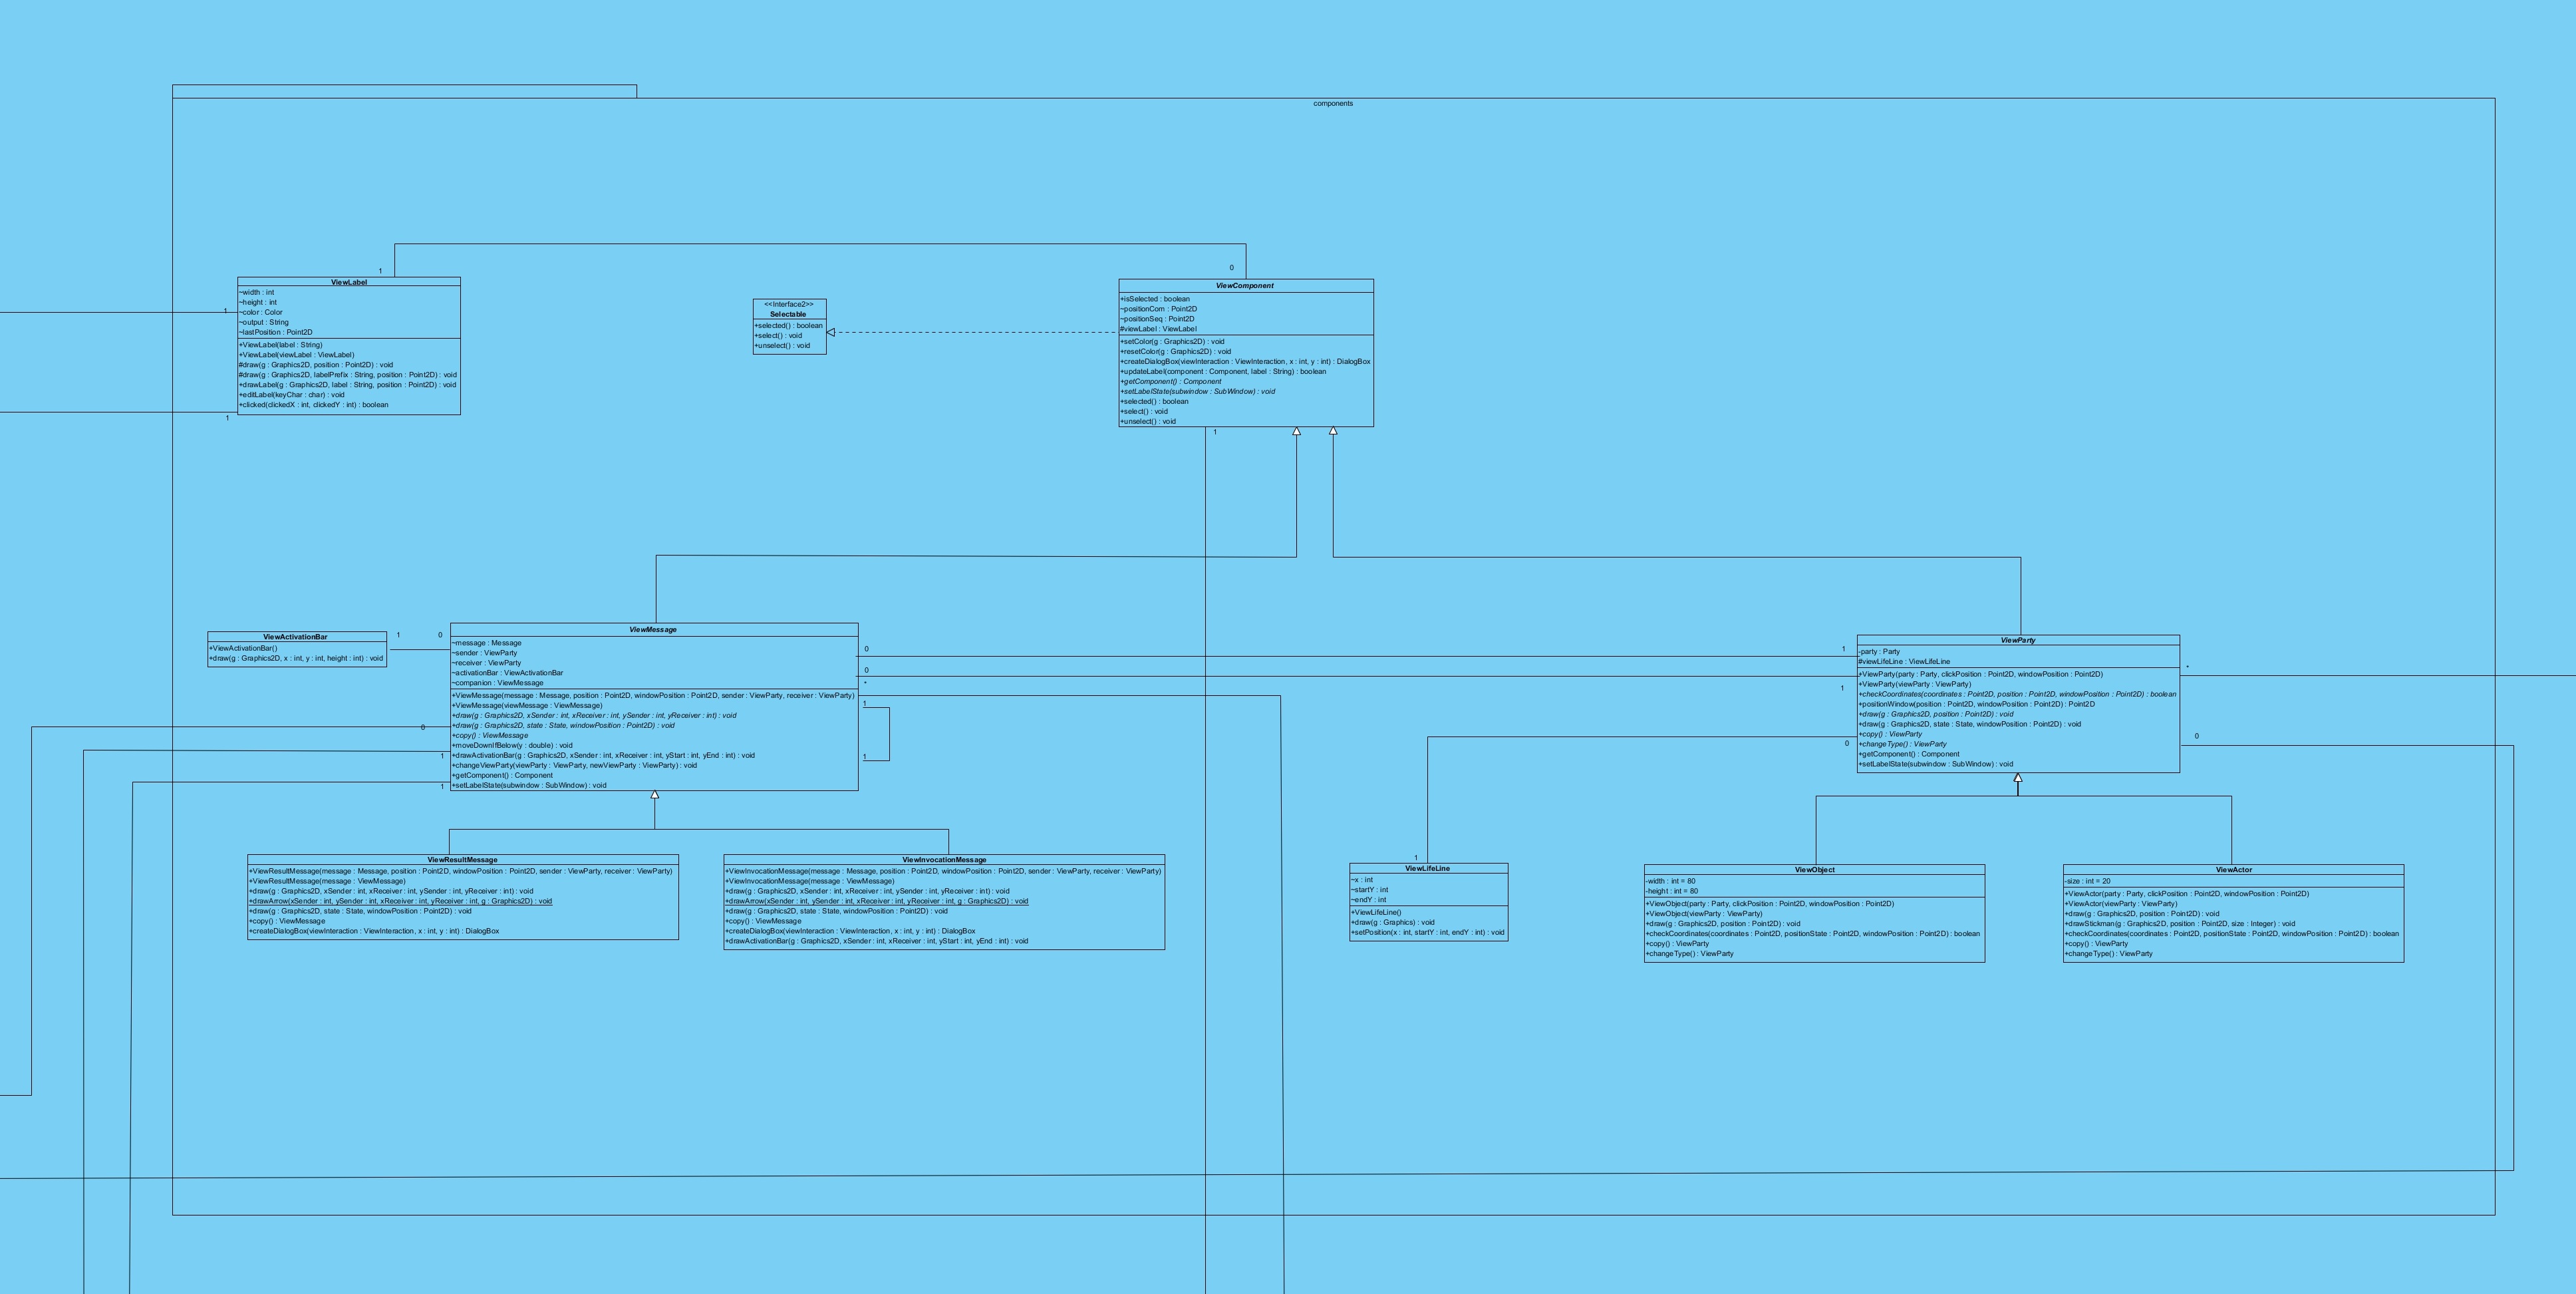 components
1
0
ViewLabel
~width : int
~height : int
~color : Color
~output : String
~lastPosition : Point2D
+ViewLabel(label : String)
+ViewLabel(viewLabel : ViewLabel)
#draw(g : Graphics2D, position : Point2D) : void
#draw(g : Graphics2D, labelPrefix : String, position : Point2D) : void
+drawLabel(g : Graphics2D, label : String, position : Point2D) : void
+editLabel(keyChar : char) : void
+clicked(clickedX : int, clickedY : int) : boolean
1
1
<<Interface2>>
Selectable
+selected() : boolean
+select() : void
+unselect() : void
ViewComponent
+isSelected : boolean
~positionCom : Point2D
~positionSeq : Point2D
#viewLabel : ViewLabel
+setColor(g : Graphics2D) : void
+resetColor(g : Graphics2D) : void
+createDialogBox(viewInteraction : ViewInteraction, x : int, y : int) : DialogBox
+updateLabel(component : Component, label : String) : boolean
+getComponent() : Component
+setLabelState(subwindow : SubWindow) : void
+selected() : boolean
+select() : void
+unselect() : void
1
ViewActivationBar
+ViewActivationBar()
+draw(g : Graphics2D, x : int, y : int, height : int) : void
1
0
ViewMessage
~message : Message
~sender : ViewParty
~receiver : ViewParty
~activationBar : ViewActivationBar
~companion : ViewMessage
+ViewMessage(message : Message, position : Point2D, windowPosition : Point2D, sender : ViewParty, receiver : ViewParty)
+ViewMessage(viewMessage : ViewMessage)
+draw(g : Graphics2D, xSender : int, xReceiver : int, ySender : int, yReceiver : int) : void
+draw(g : Graphics2D, state : State, windowPosition : Point2D) : void
+copy() : ViewMessage
+moveDownIfBelow(y : double) : void
+drawActivationBar(g : Graphics2D, xSender : int, xReceiver : int, yStart : int, yEnd : int) : void
+changeViewParty(viewParty : ViewParty, newViewParty : ViewParty) : void
+getComponent() : Component
+setLabelState(subwindow : SubWindow) : void
0
0
*
1
1
0
1
1
1
1
ViewParty
-party : Party
#viewLifeLine : ViewLifeLine
+ViewParty(party : Party, clickPosition : Point2D, windowPosition : Point2D)
+ViewParty(viewParty : ViewParty)
+checkCoordinates(coordinates : Point2D, position : Point2D, windowPosition : Point2D) : boolean
+positionWindow(position : Point2D, windowPosition : Point2D) : Point2D
+draw(g : Graphics2D, position : Point2D) : void
+draw(g : Graphics2D, state : State, windowPosition : Point2D) : void
+copy() : ViewParty
+changeType() : ViewParty
+getComponent() : Component
+setLabelState(subwindow : SubWindow) : void
*
0
0
ViewResultMessage
+ViewResultMessage(message : Message, position : Point2D, windowPosition : Point2D, sender : ViewParty, receiver : ViewParty)
+ViewResultMessage(message : ViewMessage)
+draw(g : Graphics2D, xSender : int, xReceiver : int, ySender : int, yReceiver : int) : void
+drawArrow(xSender : int, ySender : int, xReceiver : int, yReceiver : int, g : Graphics2D) : void
+draw(g : Graphics2D, state : State, windowPosition : Point2D) : void
+copy() : ViewMessage
+createDialogBox(viewInteraction : ViewInteraction, x : int, y : int) : DialogBox
ViewInvocationMessage
+ViewInvocationMessage(message : Message, position : Point2D, windowPosition : Point2D, sender : ViewParty, receiver : ViewParty)
+ViewInvocationMessage(message : ViewMessage)
+draw(g : Graphics2D, xSender : int, xReceiver : int, ySender : int, yReceiver : int) : void
+drawArrow(xSender : int, ySender : int, xReceiver : int, yReceiver : int, g : Graphics2D) : void
+draw(g : Graphics2D, state : State, windowPosition : Point2D) : void
+copy() : ViewMessage
+createDialogBox(viewInteraction : ViewInteraction, x : int, y : int) : DialogBox
+drawActivationBar(g : Graphics2D, xSender : int, xReceiver : int, yStart : int, yEnd : int) : void
1
ViewLifeLine
~x : int
~startY : int
~endY : int
+ViewLifeLine()
+draw(g : Graphics) : void
+setPosition(x : int, startY : int, endY : int) : void
ViewObject
-width : int = 80
-height : int = 80
+ViewObject(party : Party, clickPosition : Point2D, windowPosition : Point2D)
+ViewObject(viewParty : ViewParty)
+draw(g : Graphics2D, position : Point2D) : void
+checkCoordinates(coordinates : Point2D, positionState : Point2D, windowPosition : Point2D) : boolean
+copy() : ViewParty
+changeType() : ViewParty
ViewActor
-size : int = 20
+ViewActor(party : Party, clickPosition : Point2D, windowPosition : Point2D)
+ViewActor(viewParty : ViewParty)
+draw(g : Graphics2D, position : Point2D) : void
+drawStickman(g : Graphics2D, position : Point2D, size : Integer) : void
+checkCoordinates(coordinates : Point2D, positionState : Point2D, windowPosition : Point2D) : boolean
+copy() : ViewParty
+changeType() : ViewParty